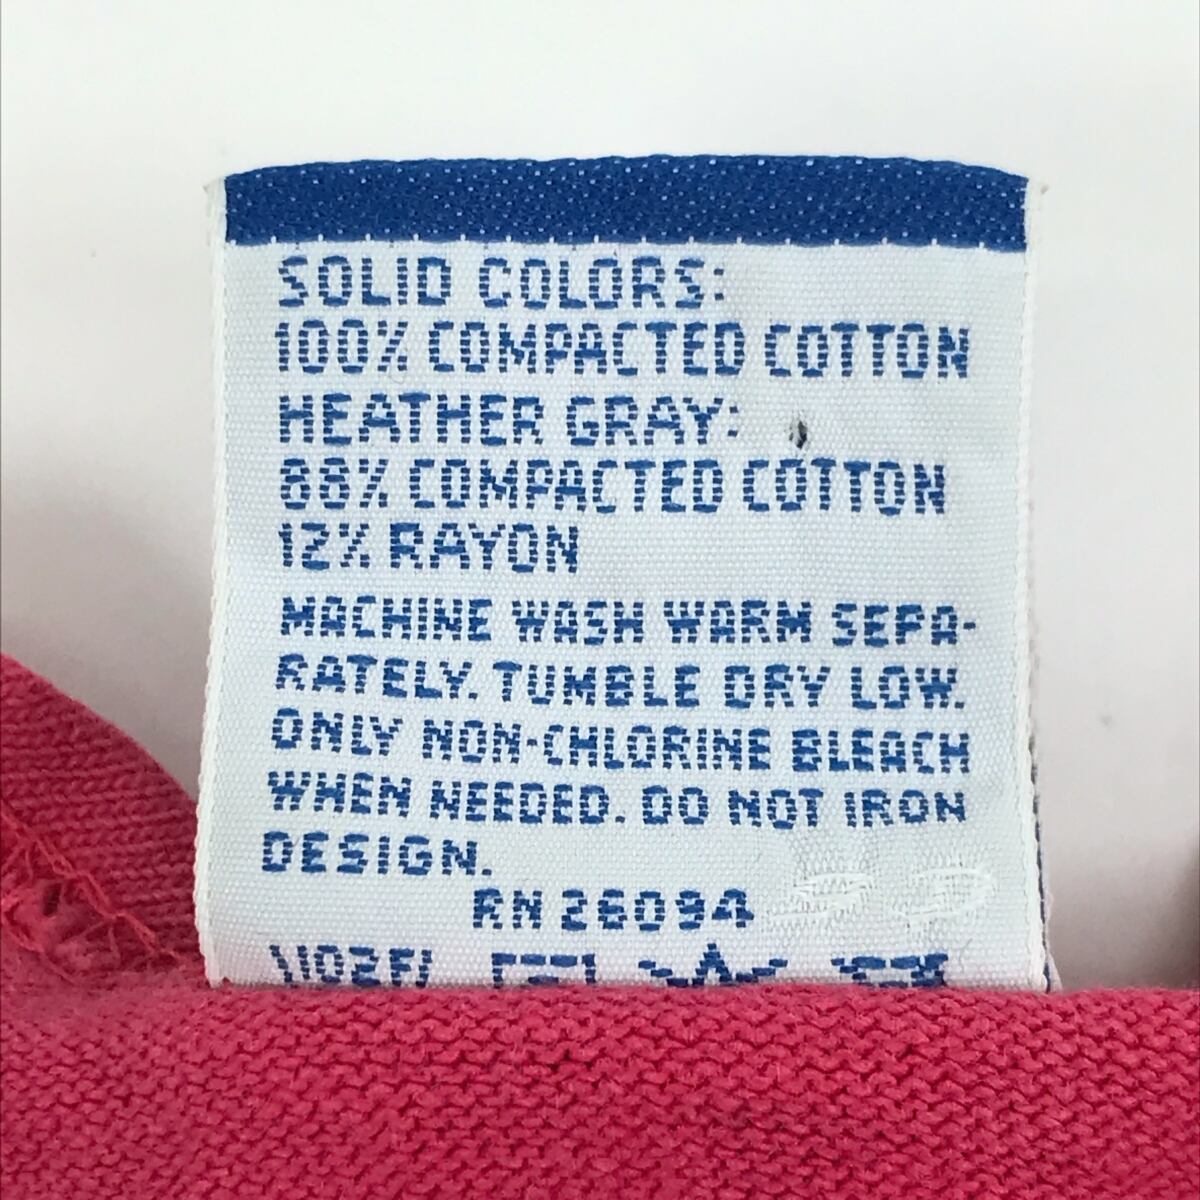 SOLID COLORS:
100% COMPACTED COTTON
HEATHER GRAY:
88% COMPACTED COTTON
12% RAYON
MACHINE WASH WARM SEPA-
RATELY. TUMBLE DRY LOW.
ONLY NON-CHLORINE BLEACH
WHEN NEEDED. DO NOT IRON
DESIGN.
RN 26094